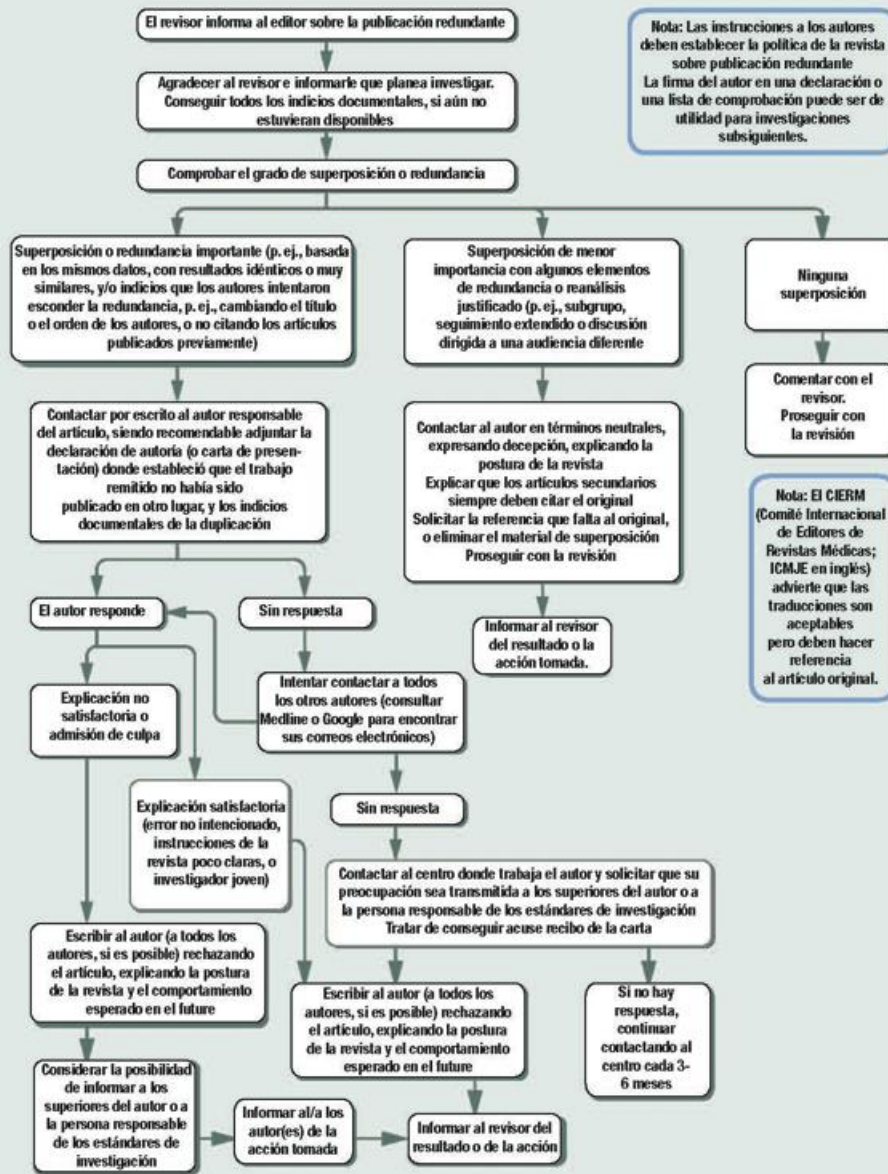 El revisor informa al editor sobre la publicación redundante
Nota: Las instrucciones a los autores
deben establecer la política de la revista
sobre publicación redundante
La firma del autor en una declaración o
una lista de comprobación puede ser de
utilidad para investigaciones
subsiguientes.
Agradecer al revisor e informarle que planea investigar.
Conseguir todos los indicios documentales, si aún no
estuvieran disponibles
Comprobar el grado de superposición o redundancia
Superposición o redundancia importante (p. ej., basada
en los mismos datos, con resultados idénticos o muy
similares, y/o indicios que los autores intentaron
esconder la redundancia, p. ej., cambiando el título
o el orden de los autores, o no citando los artículos
publicados previamente)
Superposición de menor
importancia con algunos elementos
de redundancia o reanálisis
justificado (p. ej., subgrupo,
seguimiento extendido o discusión
dirigida a una audiencia diferente
Ninguna
superposición
Contactar por escrito al autor responsable
del artículo, siendo recomendable adjuntar la
declaración de autoría (o carta de presen-
tación) donde estableció que el trabajo
remitido no había sido
publicado en otro lugar, y los indicios
documentales de la duplicación
Contactar al autor en términos neutrales,
expresando decepción, explicando la
postura de la revista
Explicar que los artículos secundarios
siempre deben citar el original
Solicitar la referencia que falta al original,
o eliminar el material de superposición
Proseguir con la revisión
Comentar con el
revisor.
Proseguir con
la revisión
Nota: El CIERM
(Comité Internacional
de Editores de
Revistas Médicas;
ICMJE en inglés)
advierte que las
traducciones son
aceptables
pero deben hacer
referencia
al artículo original.
El autor responde
Sin respuesta
Informar al revisor
del resultado o la
acción tomada.
Explicación no
satisfactoria o
admisión de culpa
Intentar contactar a todos
los otros autores (consultar
Medline o Google para encontrar
sus correos electrónicos)
Explicación satisfactoria
(error no intencionado,
instrucciones de la
revista poco claras, o
investigador joven)
Sin respuesta
Contactar al centro donde trabaja el autor y solicitar que su
preocupación sea transmitida a los superiores del autor o a
la persona responsable de los estándares de investigación
Tratar de conseguir acuse recibo de la carta
Escribir al autor (a todos los
autores, si es posible) rechazando
el artículo, explicando la postura
de la revista y el comportamiento
esperado en el future
Escribir al autor (a todos los
autores, si es posible) rechazando
el artículo, explicando la postura
de la revista y el comportamiento
esperado en el future
Si no hay
respuesta,
continuar
contactando al
centro cada 3-
6 meses
Considerar la posibilidad
de informar a los
superiores del autor o a
la persona responsable
de los estándares de
investigación
Informar al/a los
autor(es) de la
acción tomada
Informar al revisor del
resultado o de la acción